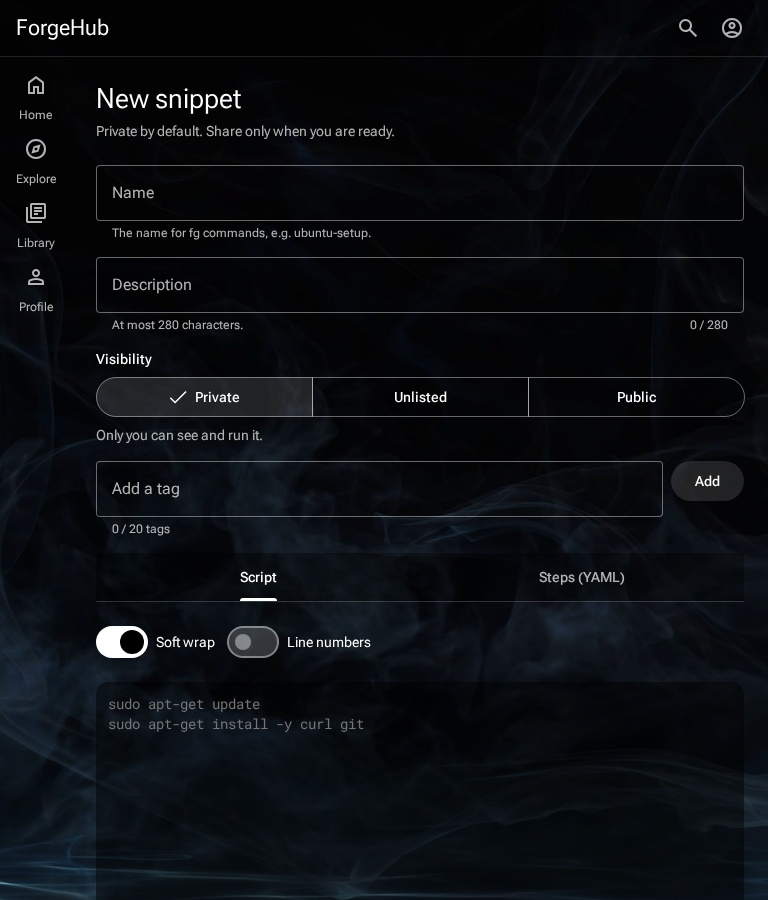 ForgeHub
Home
Explore
Library
Profile
New snippet
Private by default. Share only when you are ready.
Name
The name for fg commands, e.g. ubuntu-setup.
Description
At most 280 characters.
0 / 280
Visibility
Private
Unlisted
Public
Only you can see and run it.
Add a tag
Add
0 / 20 tags
Script
Steps (YAML)
Soft wrap
Line numbers
sudo apt-get update
sudo apt-get install -y curl git